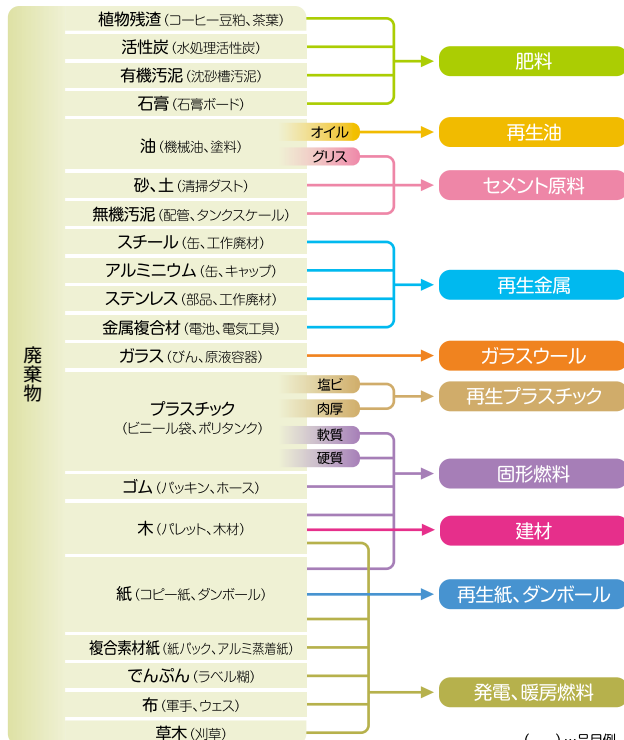 廃棄物
植物残渣(コーヒー豆粕、茶葉)
活性炭(水処理活性炭)
有機汚泥(沈砂槽汚泥)
石膏(石膏ボード)
肥料
油(機械油、塗料)
オイル
グリス
再生油
砂、土(清掃ダスト)
無機汚泥(配管、タンクスケール)
セメント原料
スチール(缶、工作廃材)
アルミニウム(缶、キャップ)
ステンレス(部品、工作廃材)
金属複合材(電池、電気工具)
再生金属
ガラス(びん、原液容器)
ガラスウール
プラスチック
(ビニール袋、ポリタンク)
塩ビ
肉厚
軟質
硬質
再生プラスチック
ゴム(パッキン、ホース)
固形燃料
木(パレット、木材)
建材
紙(コピー紙、ダンボール)
再生紙、ダンボール
複合素材紙(紙パック、アルミ蒸着紙)
でんぷん(ラベル糊)
布(軍手、ウェス)
草木(刈草)
発電、暖房燃料
( )…品目例